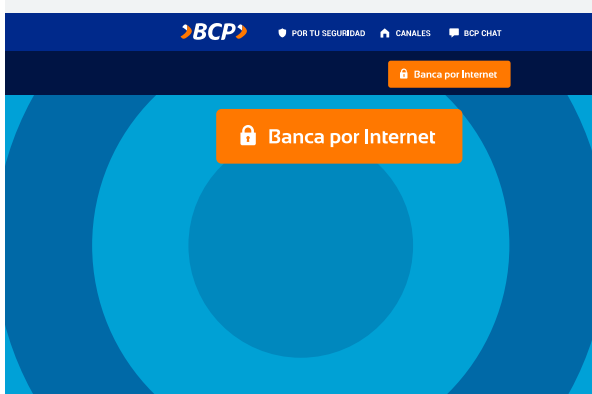 BCP
POR TU SEGURIDAD
CANALES
BCP CHAT
Banca por Internet
Banca por Internet